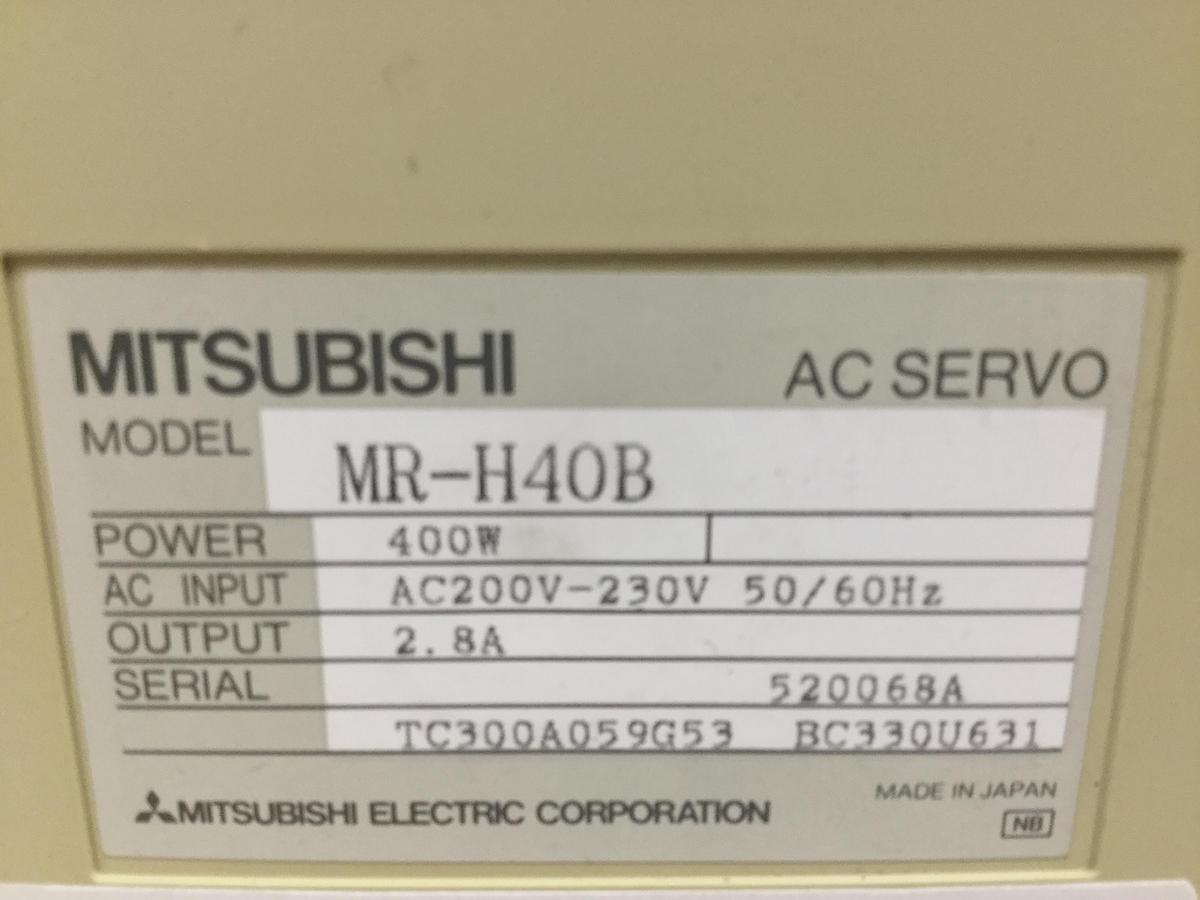 MITSUBISHI AC SERVO
MODEL MR-H40B
POWER 400W
AC INPUT AC200V-230V 50/60Hz
OUTPUT 2.8A
SERIAL 520068A
TC300A059G53 BC330U631
MITSUBISHI ELECTRIC CORPORATION MADE IN JAPAN
NB